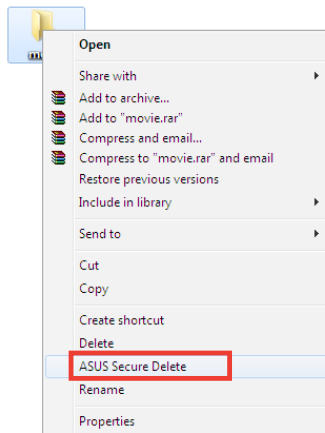 Open
Share with
Add to archive...
Add to "movie.rar"
Compress and email...
Compress to "movie.rar" and email
Restore previous versions
Include in library
Send to
Cut
Copy
Create shortcut
Delete
ASUS Secure Delete
Rename
Properties